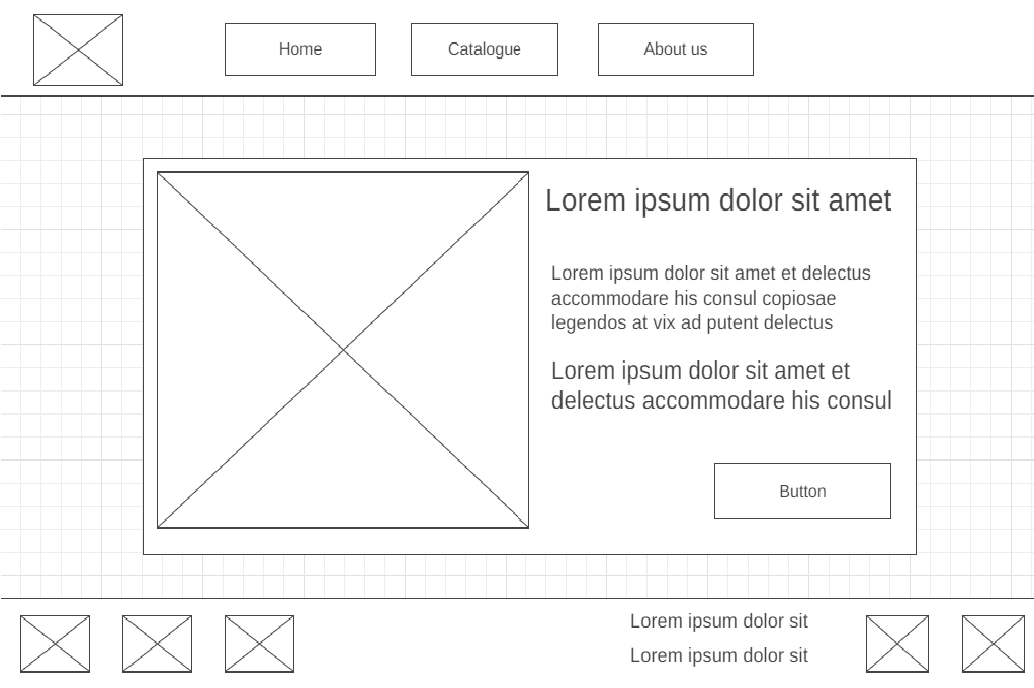 Home
Catalogue
About us
Lorem ipsum dolor sit amet
Lorem ipsum dolor sit amet et delectus
accommodare his consul copiosae
legendos at vix ad putent delectus
Lorem ipsum dolor sit amet et
delectus accommodare his consul
Button
Lorem ipsum dolor sit
Lorem ipsum dolor sit